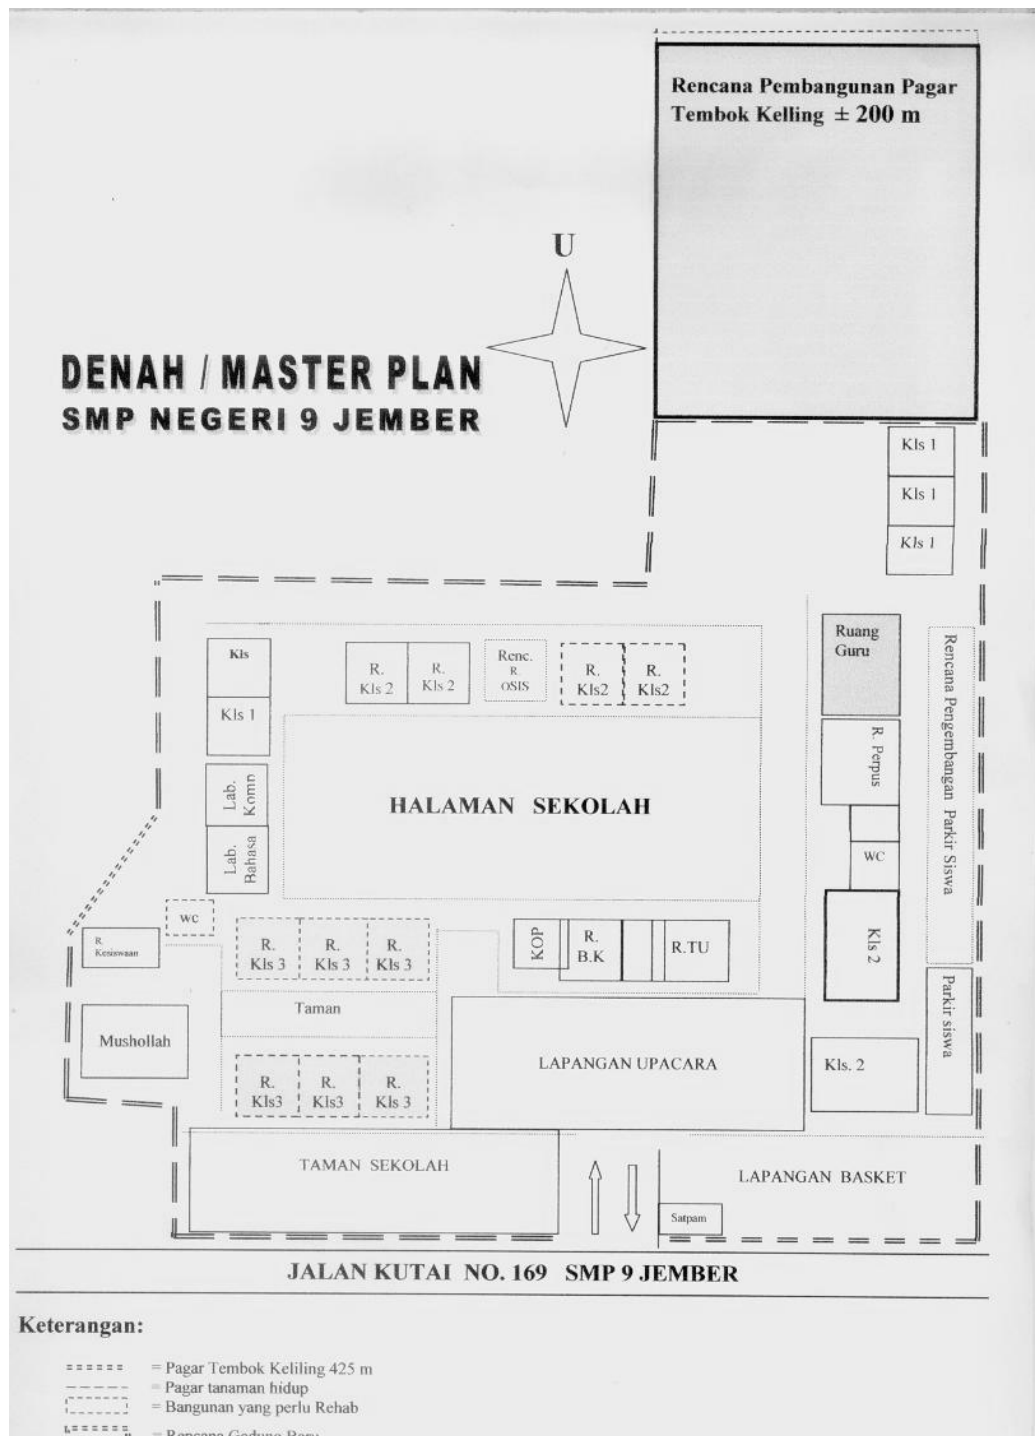 Rencana Pembangunan Pagar
Tembok Kelling ± 200 m
U
DENAH / MASTER PLAN
SMP NEGERI 9 JEMBER
Kls 1
Kls 1
Kls 1
Kls
Kls 1
R.
Kls 2
R.
Kls 2
Renc.
R.
OSIS
R.
Kls2
R.
Kls2
Ruang
Guru
Rencana Pengembangan Parkir Siswa
R. Perpus
Lab.
Komn
Lab.
Bahasa
HALAMAN SEKOLAH
WC
WC
R.
Kesiswaan
R.
Kls 3
R.
Kls 3
R.
Kls 3
KOP
R.
B.K
R.TU
Kls 2
Parkir siswa
Taman
Mushollah
LAPANGAN UPACARA
Kls. 2
R.
Kls3
R.
Kls3
R.
Kls 3
TAMAN SEKOLAH
LAPANGAN BASKET
Satpam
JALAN KUTAI NO. 169 SMP 9 JEMBER
Keterangan:
= Pagar Tembok Keliling 425 m
= Pagar tanaman hidup
= Bangunan yang perlu Rehab
= Rencana Gedung Baru